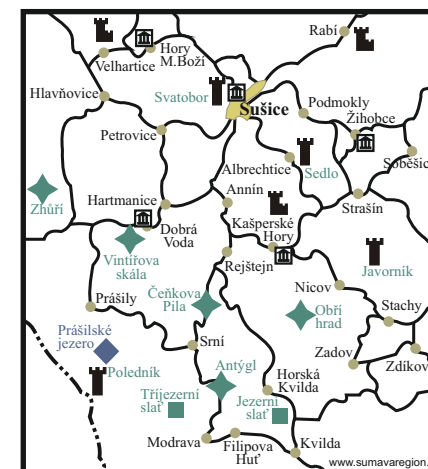 Rabí
Hory
M.Boží
Velhartice
Svatobor
Hlavňovice
Sušice
Podmokly
Žihobce
Petrovice
Soběšic
Albrechtice
Sedlo
Annín
Zhůří
Hartmanice
Strašín
Kašperské
Hory
Dobrá
Voda
Vintířova
skála
Rejštejn
Javorník
Čeňkova
Pila
Nicov
Prášily
Obří
hrad
Stachy
Prášilské
jezero
Srní
Zadov
Zdíkov
Poledník
Antýgl
Horská
Kvilda
Tříjezerní
slať
Jezerní
slať
Modrava
Filipova
Huť
Kvilda
www.sumavaregion.